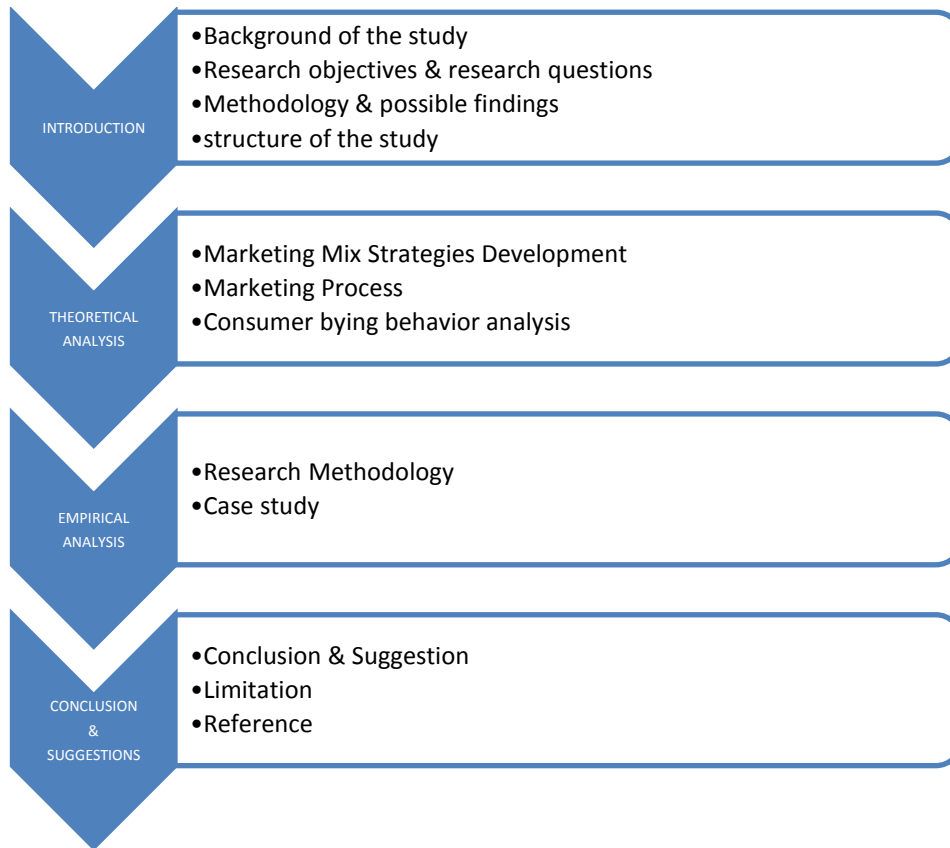 INTRODUCTION
•Background of the study
•Research objectives & research questions
•Methodology & possible findings
•structure of the study
THEORETICAL
ANALYSIS
•Marketing Mix Strategies Development
•Marketing Process
•Consumer bying behavior analysis
EMPIRICAL
ANALYSIS
•Research Methodology
•Case study
CONCLUSION
&
SUGGESTIONS
•Conclusion & Suggestion
•Limitation
•Reference